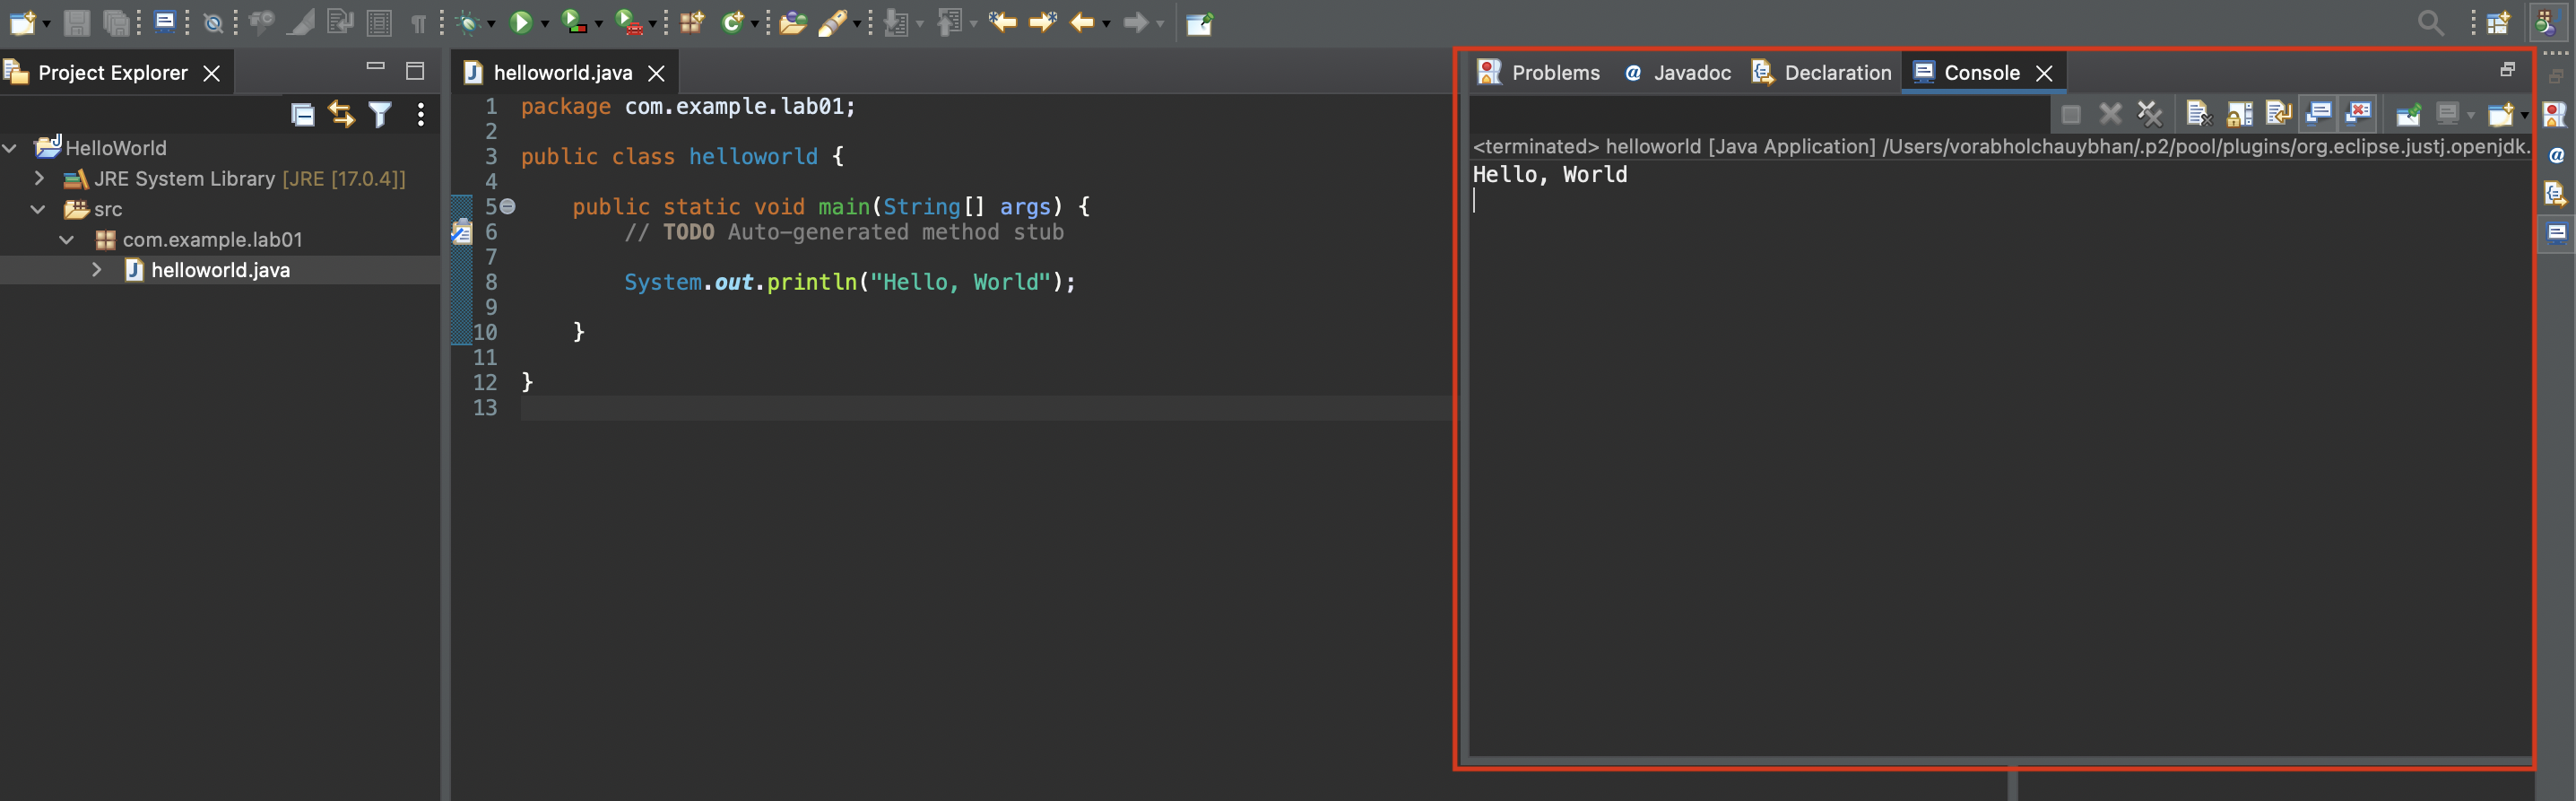 Project Explorer
HelloWorld
JRE System Library [JRE [17.0.4]]
src
com.example.lab01
helloworld.java
helloworld.java
1 package com.example.lab01;
2
3 public class helloworld {
4
5 public static void main(String[] args) {
6 // TODO Auto-generated method stub
7
8 System.out.println("Hello, World");
9
10 }
11
12 }
13
Problems Javadoc Declaration Console
<terminated> helloworld [Java Application] /Users/vorabholchauybhan/.p2/pool/plugins/org.eclipse.justj.openjdk.
Hello, World